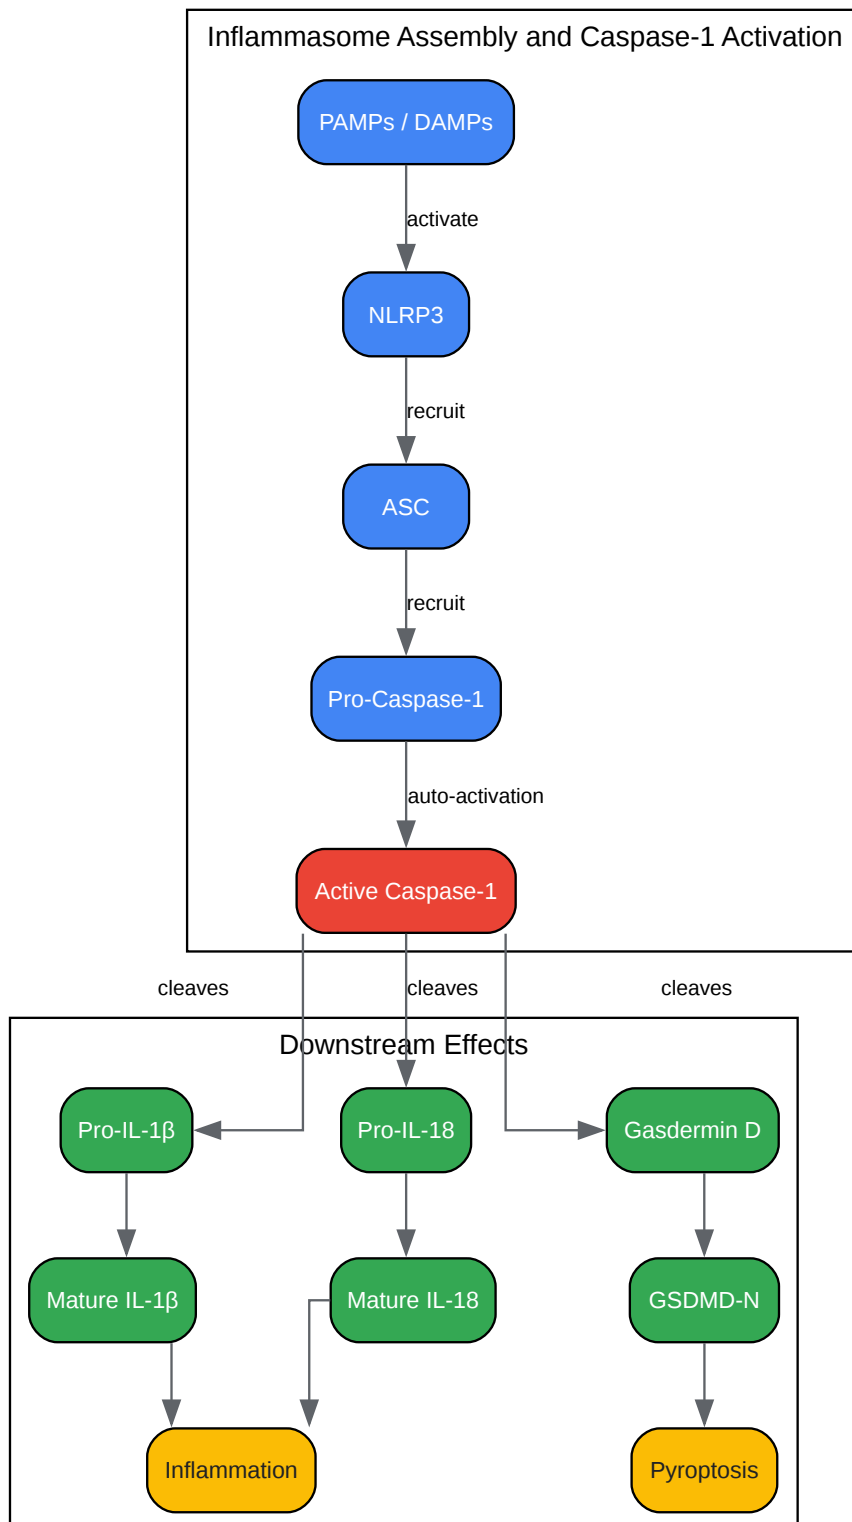 Inflammasome Assembly and Caspase-1 Activation
PAMPs / DAMPs
activate
NLRP3
recruit
ASC
recruit
Pro-Caspase-1
auto-activation
Active Caspase-1
cleaves
cleaves
cleaves
Downstream Effects
Pro-IL-1β
Pro-IL-18
Gasdermin D
Mature IL-1β
Mature IL-18
GSDMD-N
Inflammation
Pyroptosis